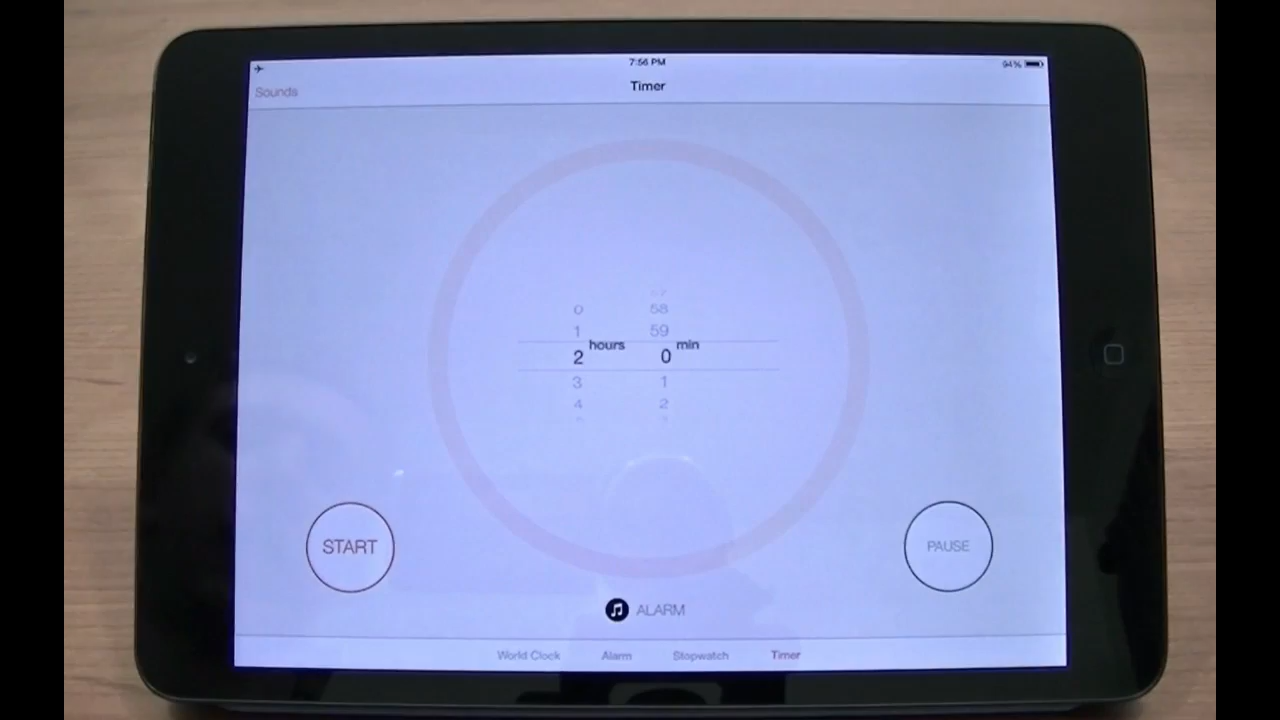 7:56 PM
94%
Sounds
Timer
0 58
1 59
hours min
2 0
3 1
4 2
START
PAUSE
ALARM
World Clock Alarm Stopwatch Timer